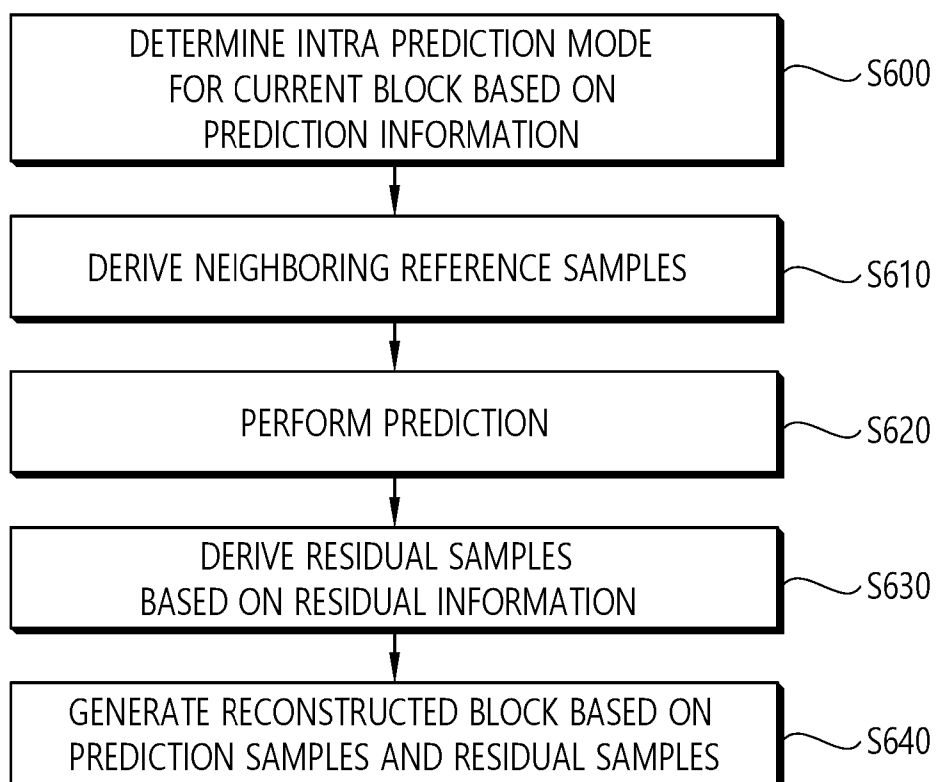 DETERMINE INTRA PREDICTION MODE
FOR CURRENT BLOCK BASED ON
PREDICTION INFORMATION
S600
DERIVE NEIGHBORING REFERENCE SAMPLES
S610
PERFORM PREDICTION
S620
DERIVE RESIDUAL SAMPLES
BASED ON RESIDUAL INFORMATION
S630
GENERATE RECONSTRUCTED BLOCK BASED ON
PREDICTION SAMPLES AND RESIDUAL SAMPLES
S640